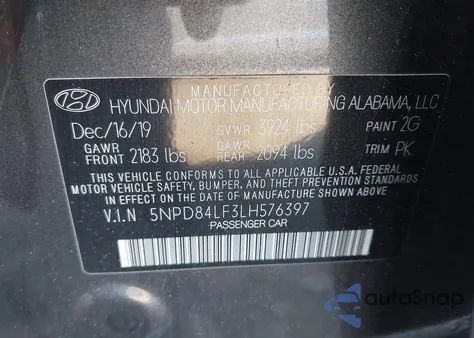 MANUFACTURED BY
HYUNDAI MOTOR MANUFACTURING ALABAMA, LLC
Dec/16/19 GVWR 3924 lbs PAINT 2G
GAWR FRONT 2183 lbs GAWR REAR 2094 lbs TRIM PK
THIS VEHICLE CONFORMS TO ALL APPLICABLE U.S.A. FEDERAL
MOTOR VEHICLE SAFETY, BUMPER, AND THEFT PREVENTION STANDARDS
IN EFFECT ON THE DATE OF MANUFACTURE SHOWN ABOVE.
V.I.N 5NPD84LF3LH576397
PASSENGER CAR
autoSnap